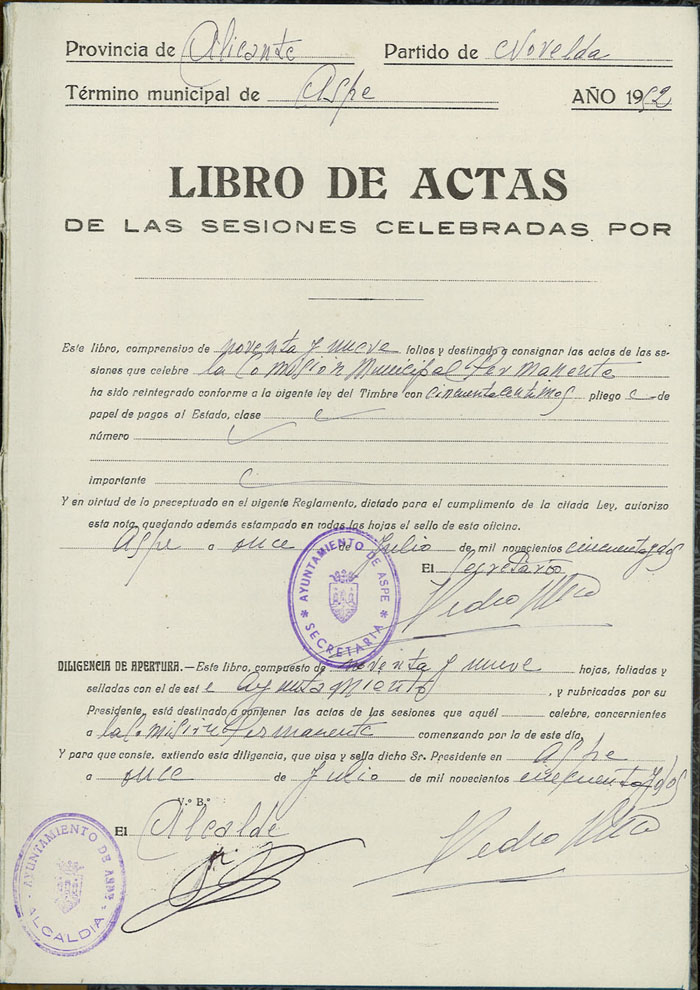 Provincia de Alicante Partido de Novelda
Término municipal de Aspe AÑO 1952
LIBRO DE ACTAS
DE LAS SESIONES CELEBRADAS POR
Este libro, comprensivo de noventa y nueve folios y destinado a consignar las actas de las se-
siones que celebre la Comision Municipal Permanente
ha sido reintegrado conforme a la vigente ley del Timbre con cincuenta centimos pliego de
papel de pagos al Estado, clase
número
importante
Y en virtud de lo preceptuado en el vigente Reglamento, dictado para el cumplimento de la citada Ley, autorizo
esta nota, quedando además estampado en todas las hojas el sello de esta oficina.
Aspe a once de Julio de mil novecientos cincuenta y dos
El Secretario
AYUNTAMIENTO DE ASPE
SECRETARIA
DILIGENCIA DE APERTURA.—Este libro, compuesto de noventa y nueve hojas, foliadas y
selladas con el de este Ayuntamiento, y rubricadas por su
Presidente, está destinado a contener las actas de las sesiones que aquél celebre, concernientes
a la Comision Permanente comenzando por la de este día,
Y para que conste, extiendo esta diligencia, que visa y sella dicho Sr. Presidente en Aspe
a once de Julio de mil novecientos cincuenta y dos
V.º B.º
El Alcalde
AYUNTAMIENTO DE ASPE
ALCALDIA